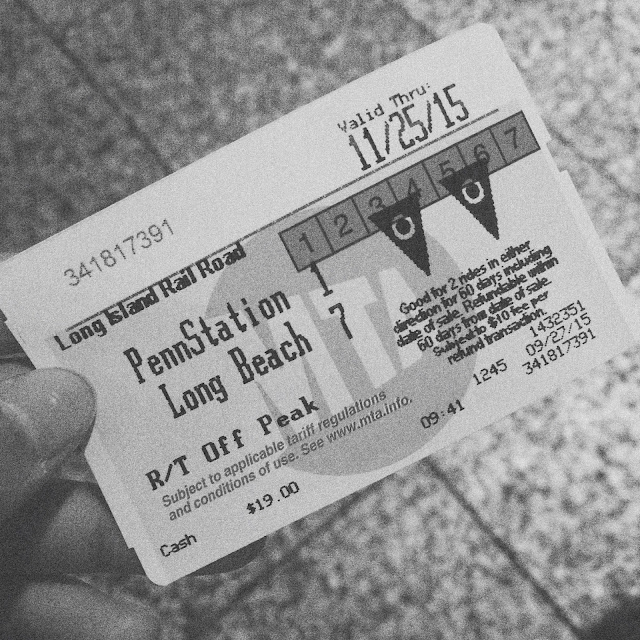 Valid Thru:
11/25/15
341817391
1 2 3 4 5 6 7
Long Island Rail Road
O O
PennStation 1
Long Beach 7
Good for 2 rides in either
direction for 60 days including
date of sale. Refundable within
60 days from date of sale
Subject to $10 fee per
refund transaction.
MTA
R/T Off Peak
Subject to applicable tariff regulations
and conditions of use. See www.mta.info.
1432351
09:41 1245 09/27/15
Cash $19.00 341817391